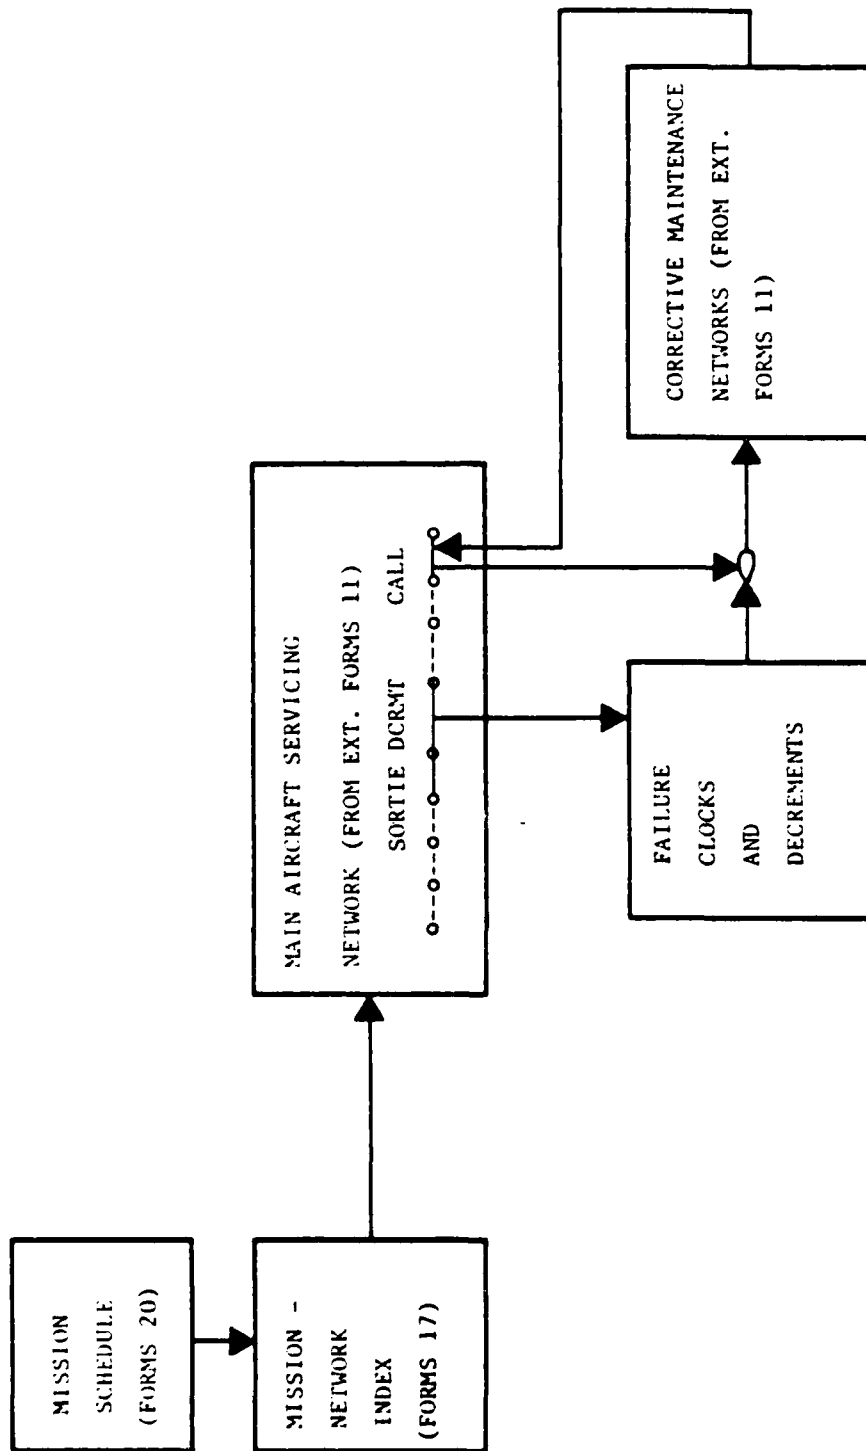 MISSION
SCHEDULE
(FORMS 20)
MISSION -
NETWORK
INDEX
(FORMS 17)
MAIN AIRCRAFT SERVICING
NETWORK (FROM EXT. FORMS 11)
SORTIE DCRMT CALL
FAILURE
CLOCKS
AND
DECREMENTS
CORRECTIVE MAINTENANCE
NETWORKS (FROM EXT.
FORMS 11)